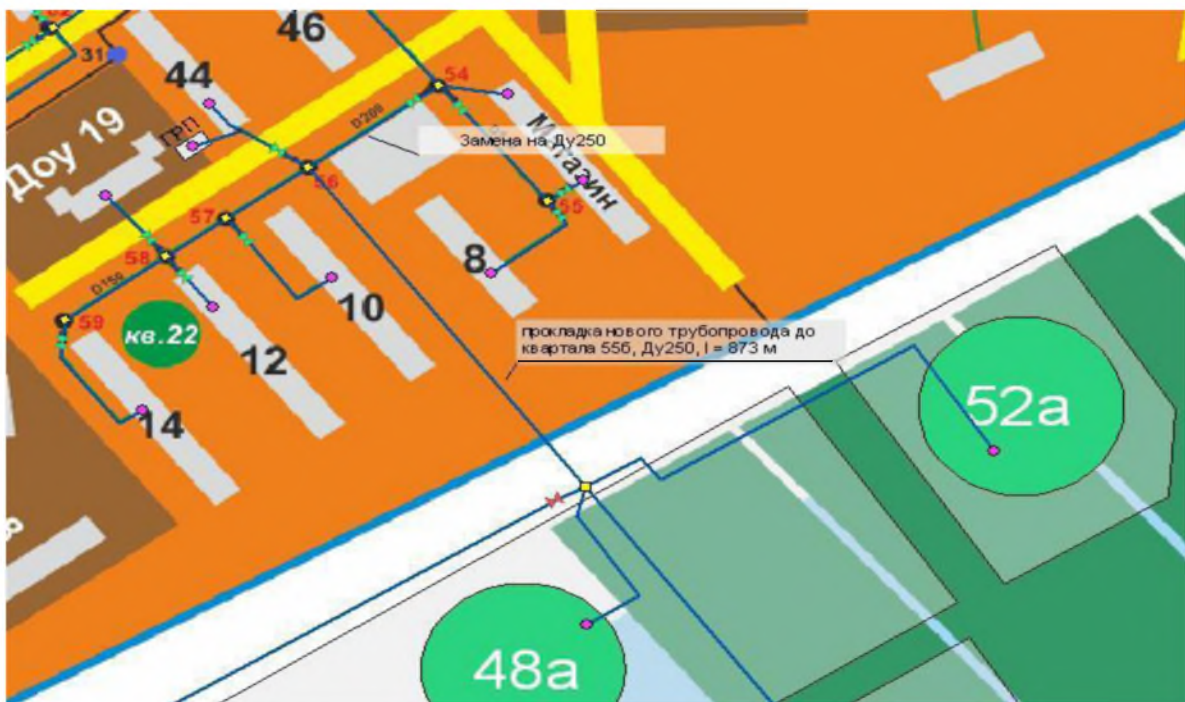 46
54
31
44
D200
Замена на Ду250
ГРП
Магазин
Доу 19
56
55
57
58
8
10
D150
59
кв.22
12
прокладка нового трубопровода до
квартала 55б, Ду250, l = 873 м
52а
14
48а